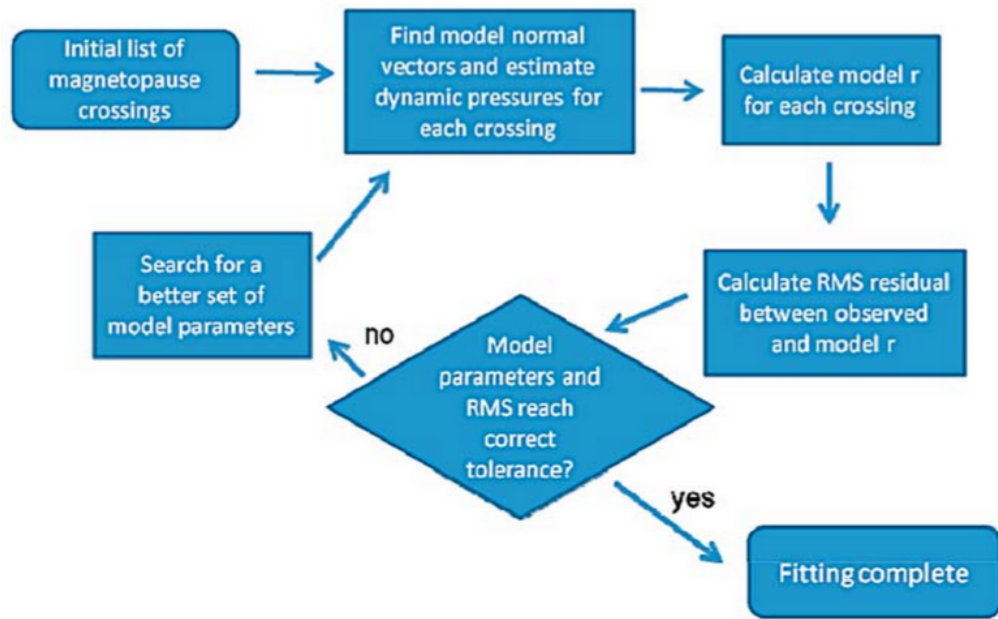 Initial list of
magnetopause
crossings
Find model normal
vectors and estimate
dynamic pressures for
each crossing
Calculate model r
for each crossing
Calculate RMS residual
between observed
and model r
Model
parameters and
RMS reach
correct
tolerance?
no
Search for a
better set of
model parameters
yes
Fitting complete